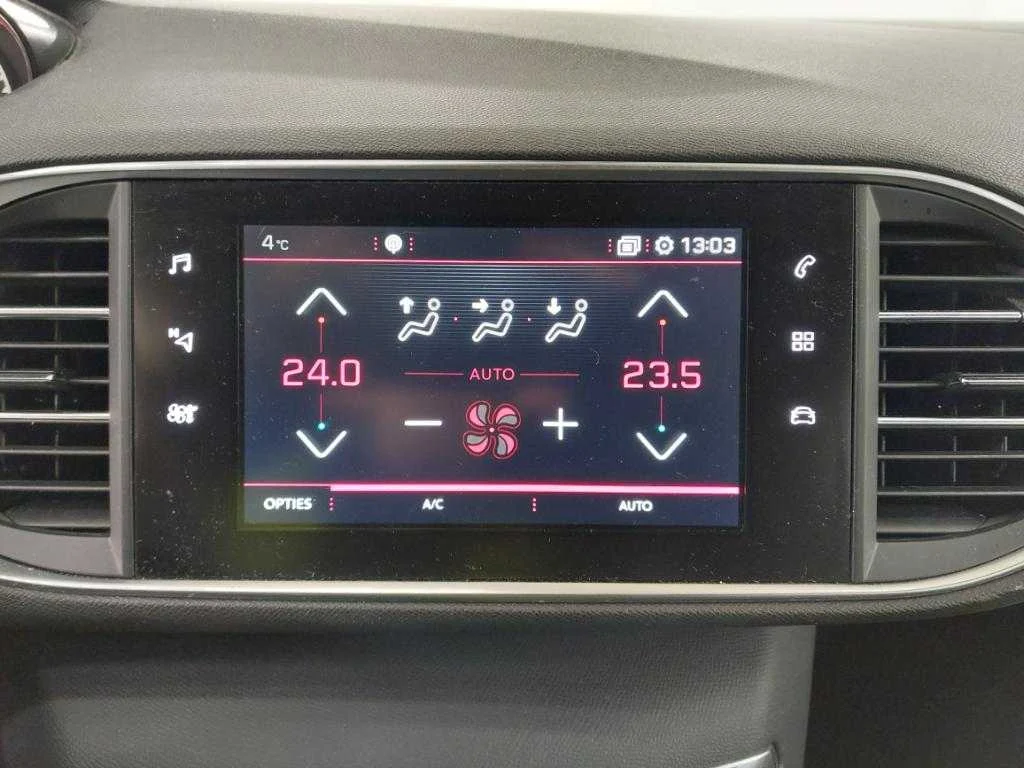 4°C 13:03
24.0 AUTO 23.5
OPTIES A/C AUTO